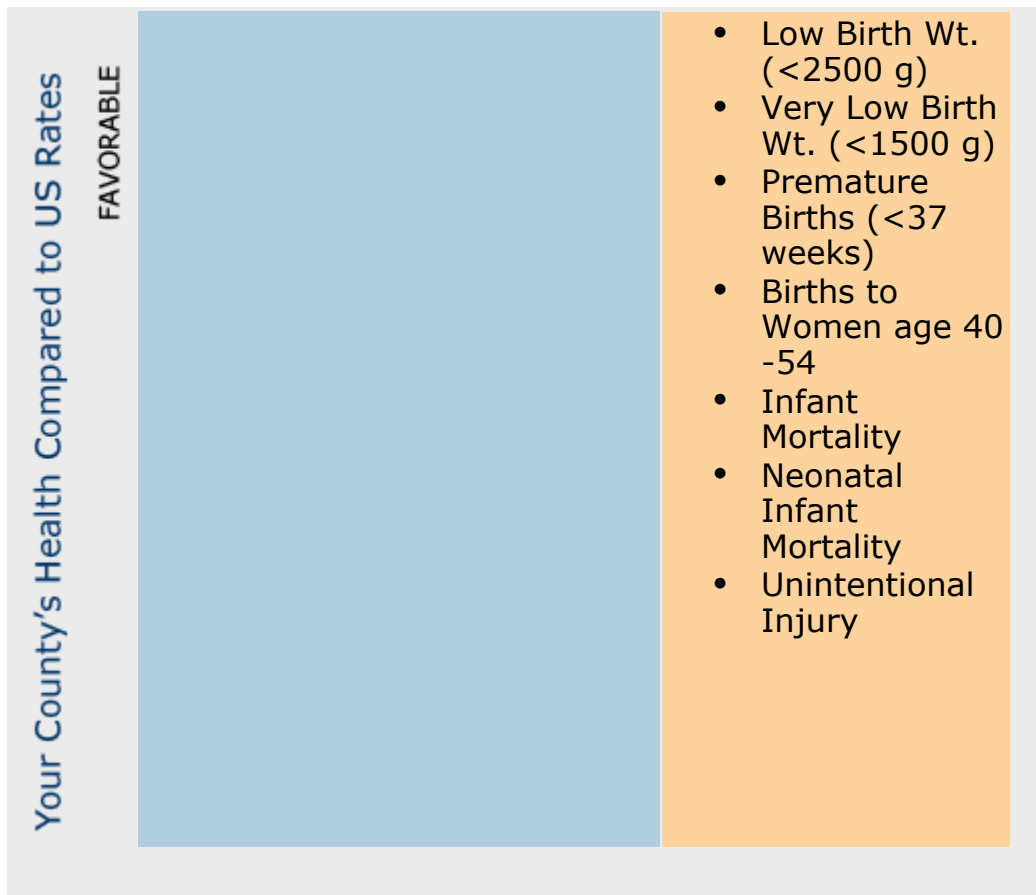 Your County's Health Compared to US Rates
FAVORABLE
• Low Birth Wt.
(<2500 g)
• Very Low Birth
Wt. (<1500 g)
• Premature
Births (<37
weeks)
• Births to
Women age 40
-54
• Infant
Mortality
• Neonatal
Infant
Mortality
• Unintentional
Injury